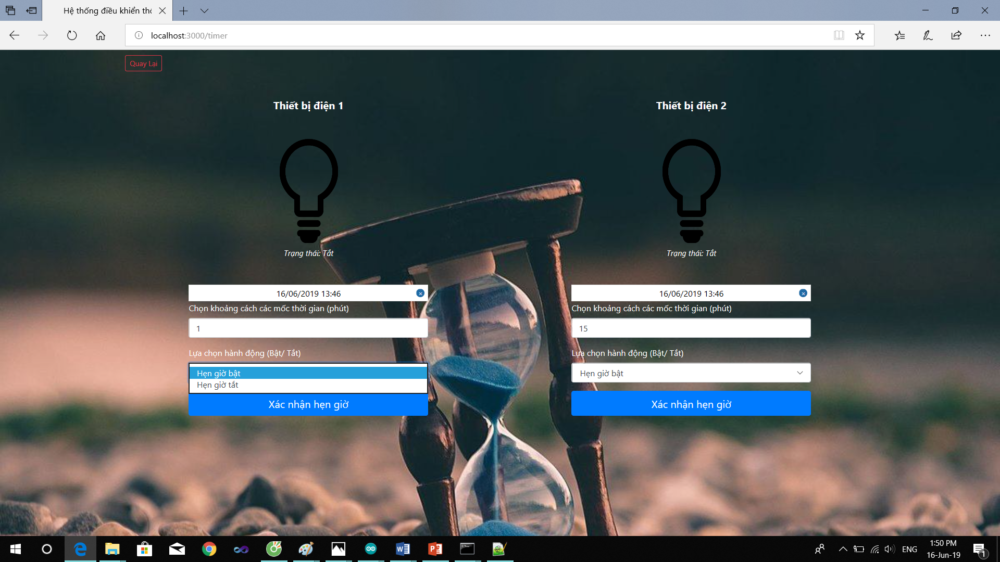 Hệ thống điều khiển thô
localhost:3000/timer
Quay Lại
Thiết bị điện 1
Trạng thái: Tắt
16/06/2019 13:46
Chọn khoảng cách các mốc thời gian (phút)
1
Lựa chọn hành động (Bật/ Tắt)
Hẹn giờ bật
Hẹn giờ tắt
Xác nhận hẹn giờ
Thiết bị điện 2
Trạng thái: Tắt
16/06/2019 13:46
Chọn khoảng cách các mốc thời gian (phút)
15
Lựa chọn hành động (Bật/ Tắt)
Hẹn giờ bật
Xác nhận hẹn giờ
ENG
1:50 PM
16-Jun-19
1